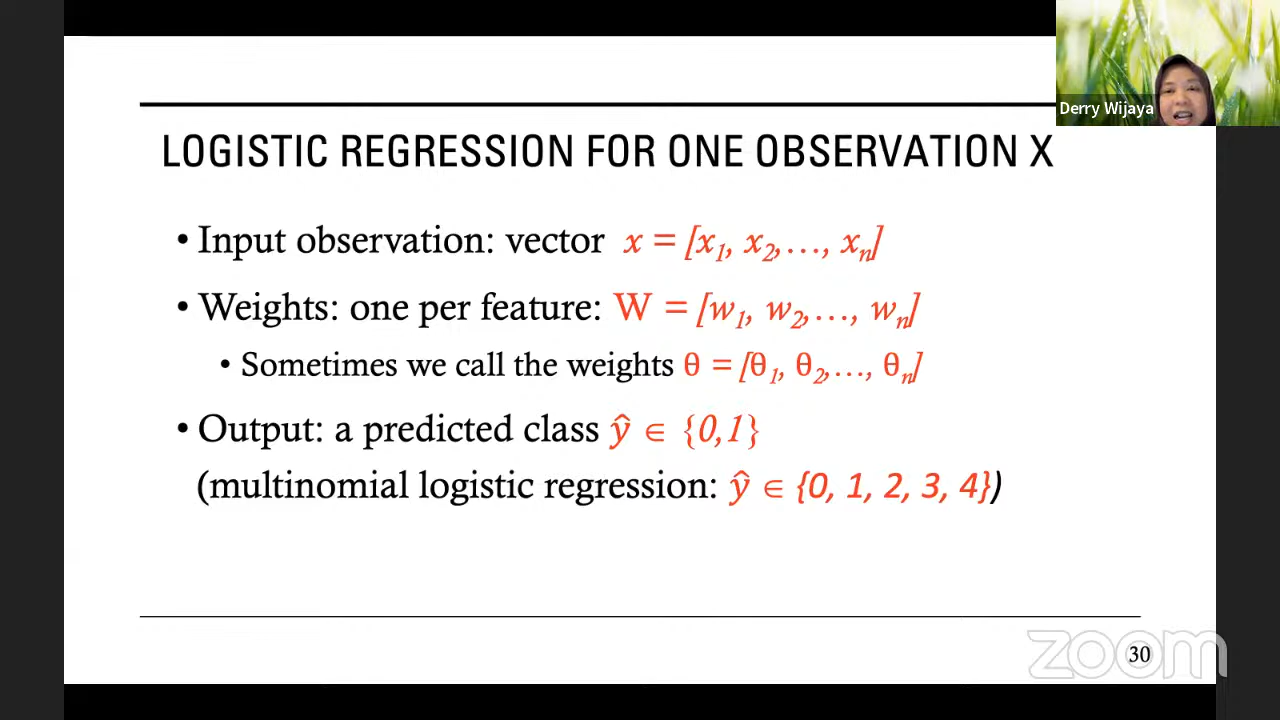 Derry Wijaya
LOGISTIC REGRESSION FOR ONE OBSERVATION X
• Input observation: vector x = [x₁, x₂,…, xₙ]
• Weights: one per feature: W = [w₁, w₂,…, wₙ]
• Sometimes we call the weights θ = [θ₁, θ₂,…, θₙ]
• Output: a predicted class ŷ ∈ {0,1}
(multinomial logistic regression: ŷ ∈ {0, 1, 2, 3, 4})
zoom
30